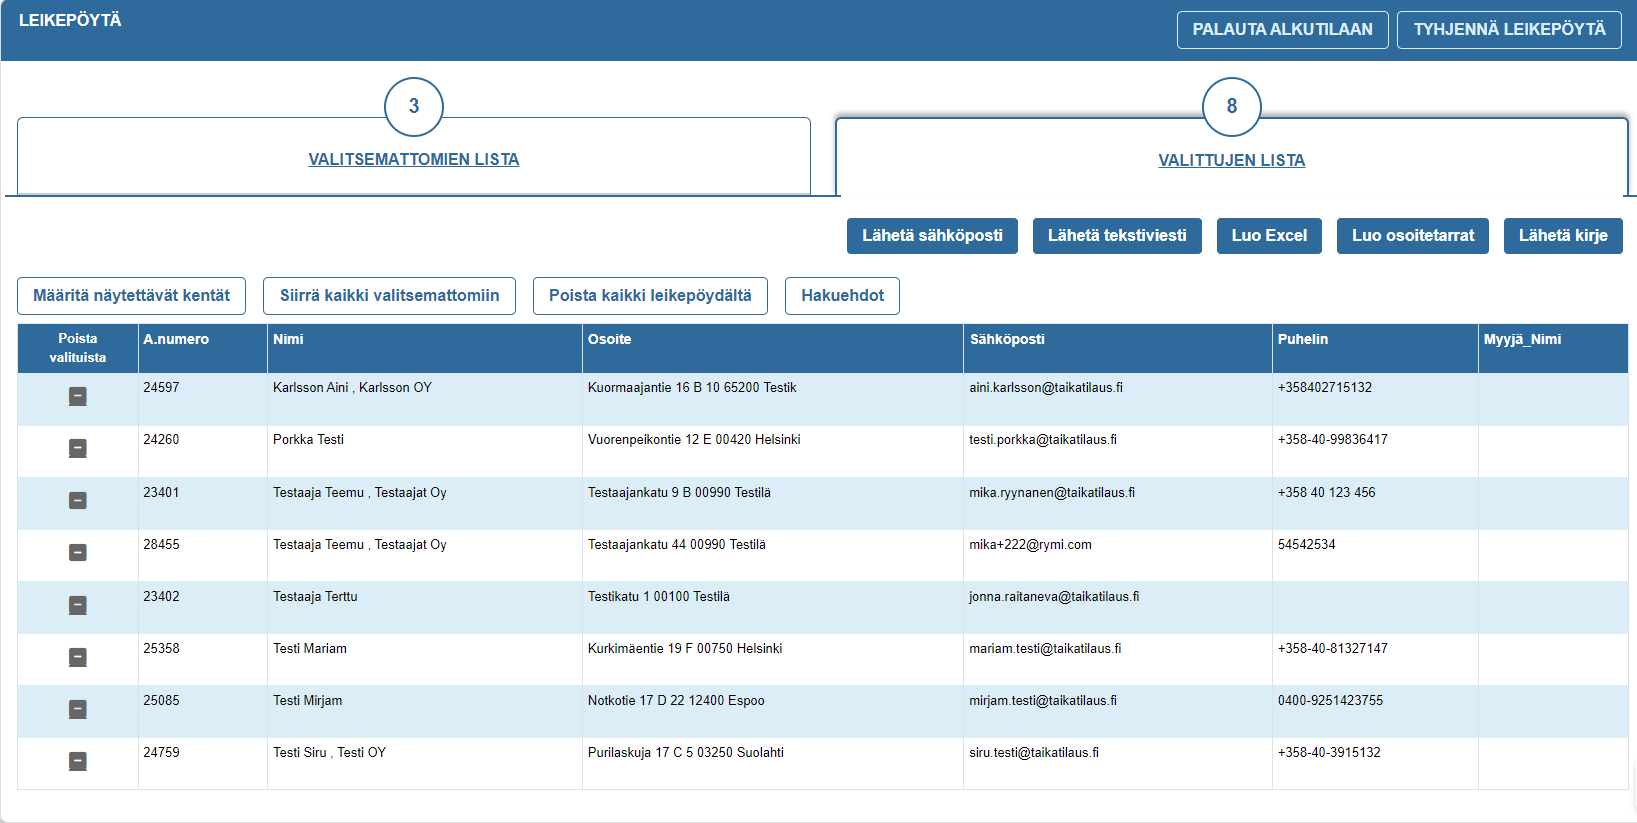 LEIKEPÖYTÄ
PALAUTA ALKUTILAAN TYHJENNÄ LEIKEPÖYTÄ
3 8
VALITSEMATTOMIEN LISTA VALITTUJEN LISTA
Lähetä sähköposti Lähetä tekstiviesti Luo Excel Luo osoitetarrat Lähetä kirje
Määritä näytettävät kentät Siirrä kaikki valitsemattomiin Poista kaikki leikepöydältä Hakuehdot
Poista valituista A.numero Nimi Osoite Sähköposti Puhelin Myyjä_Nimi
24597 Karlsson Aini , Karlsson OY Kuormaajantie 16 B 10 65200 Testik aini.karlsson@taikatilaus.fi +358402715132
24260 Porkka Testi Vuorenpeikontie 12 E 00420 Helsinki testi.porkka@taikatilaus.fi +358-40-99836417
23401 Testaaja Teemu , Testaajat Oy Testaajankatu 9 B 00990 Testilä mika.ryynanen@taikatilaus.fi +358 40 123 456
28455 Testaaja Teemu , Testaajat Oy Testaajankatu 44 00990 Testilä mika+222@rymi.com 54542534
23402 Testaaja Terttu Testikatu 1 00100 Testilä jonna.raitaneva@taikatilaus.fi
25358 Testi Mariam Kurkimäentie 19 F 00750 Helsinki mariam.testi@taikatilaus.fi +358-40-81327147
25085 Testi Mirjam Notkotie 17 D 22 12400 Espoo mirjam.testi@taikatilaus.fi 0400-9251423755
24759 Testi Siru , Testi OY Purilaskuja 17 C 5 03250 Suolahti siru.testi@taikatilaus.fi +358-40-3915132